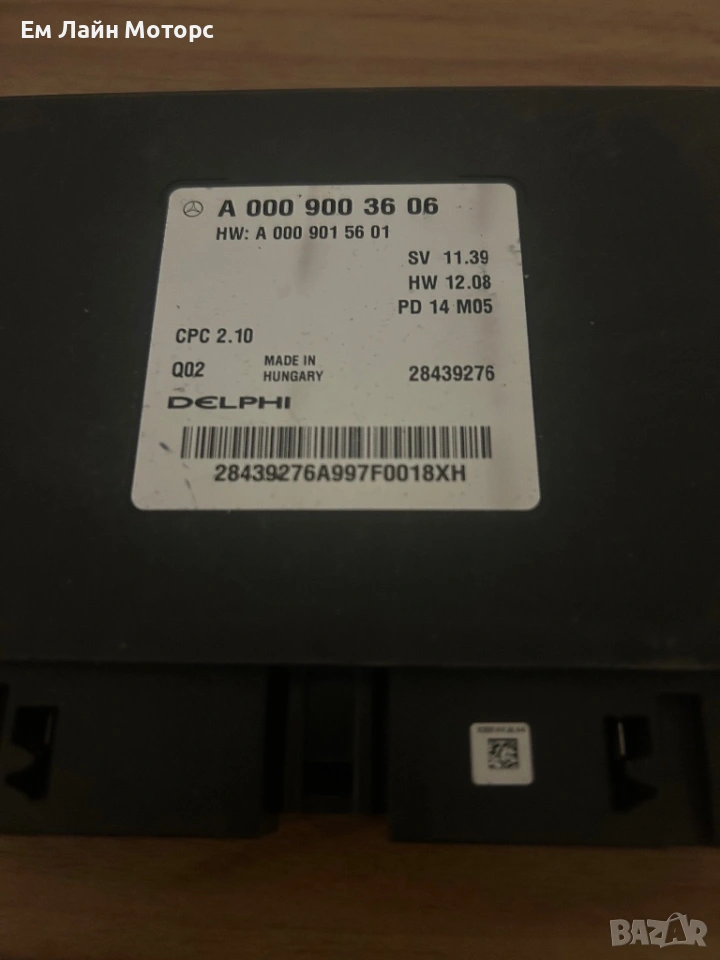 Ем Лайн Моторс
A 000 900 36 06
HW: A 000 901 56 01
SV 11.39
HW 12.08
PD 14 M05
CPC 2.10
Q02
MADE IN
HUNGARY
28439276
DELPHI
28439276A997F0018XH
BAZAR